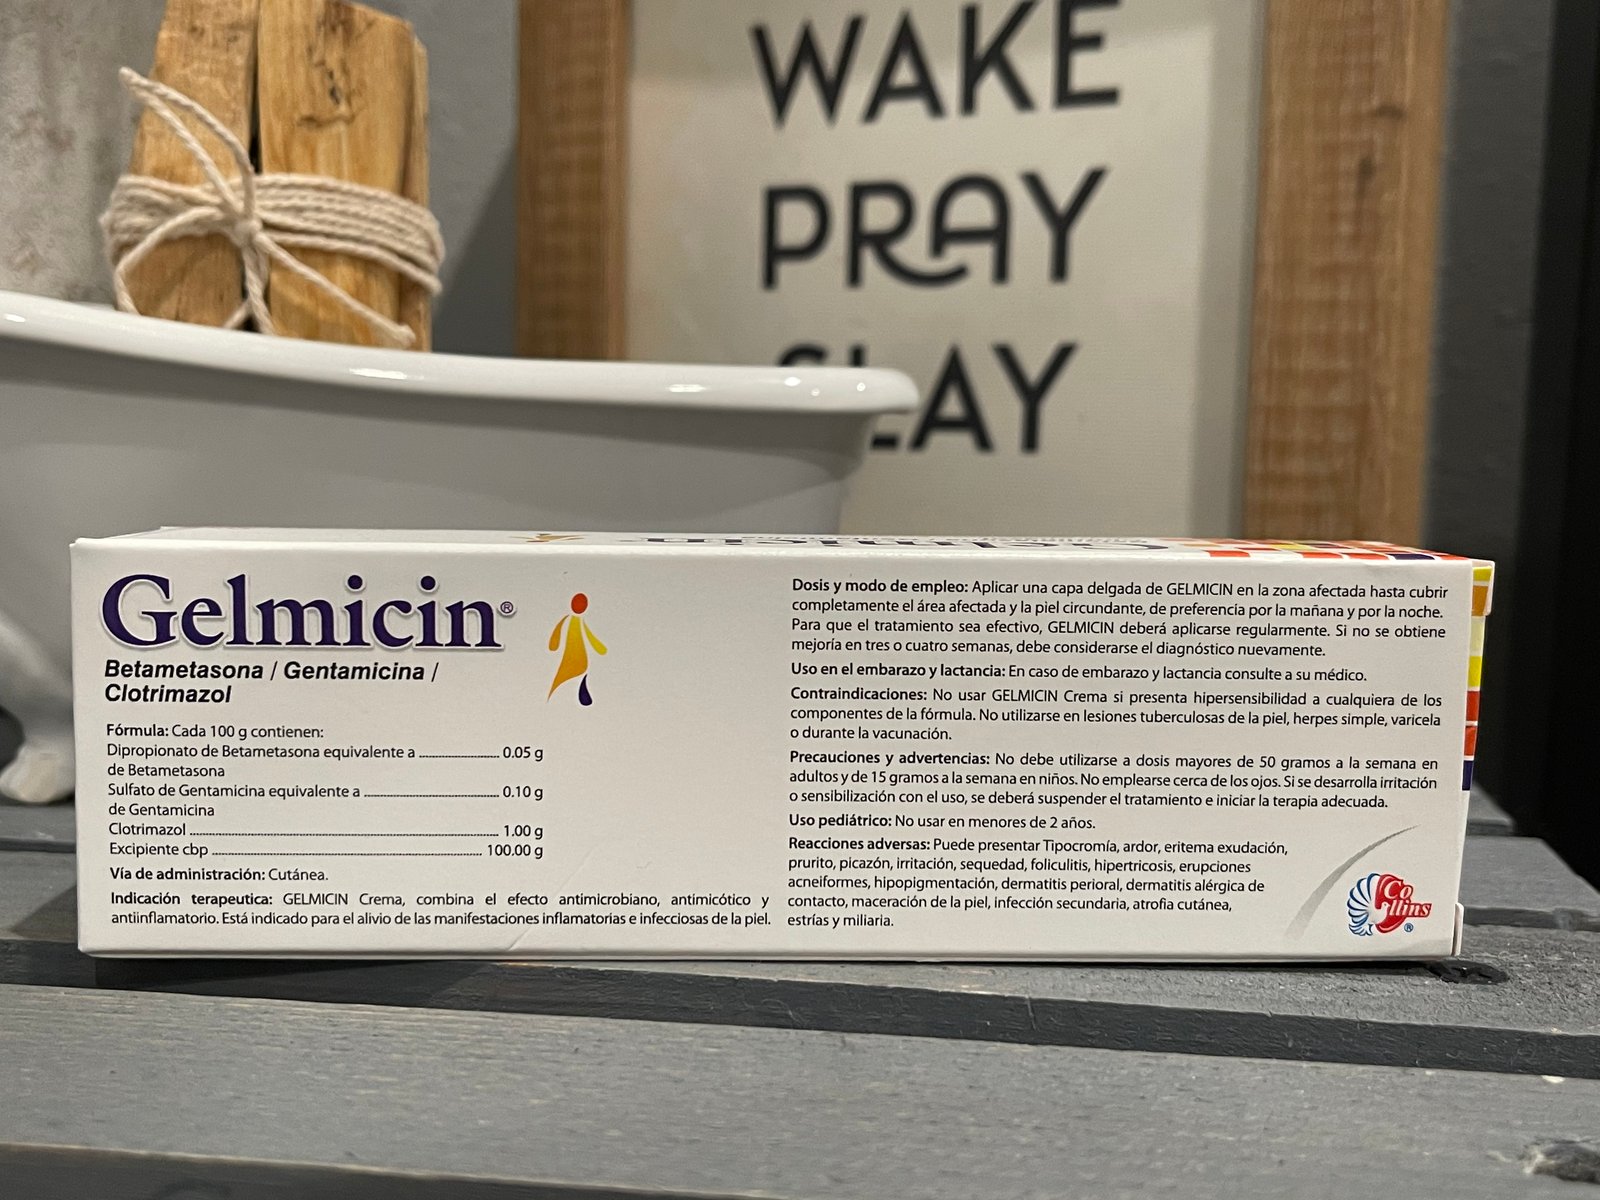 WAKE
PRAY
SLAY
Gelmicin
Gelmicin®
Betametasona / Gentamicina /
Clotrimazol
Fórmula: Cada 100 g contienen:
Dipropionato de Betametasona equivalente a ........................ 0.05 g
de Betametasona
Sulfato de Gentamicina equivalente a ........................ 0.10 g
de Gentamicina
Clotrimazol ........................ 1.00 g
Excipiente cbp ........................ 100.00 g
Vía de administración: Cutánea.
Indicación terapeutica: GELMICIN Crema, combina el efecto antimicrobiano, antimicótico y
antiinflamatorio. Está indicado para el alivio de las manifestaciones inflamatorias e infecciosas de la piel.
Dosis y modo de empleo: Aplicar una capa delgada de GELMICIN en la zona afectada hasta cubrir
completamente el área afectada y la piel circundante, de preferencia por la mañana y por la noche.
Para que el tratamiento sea efectivo, GELMICIN deberá aplicarse regularmente. Si no se obtiene
mejoría en tres o cuatro semanas, debe considerarse el diagnóstico nuevamente.
Uso en el embarazo y lactancia: En caso de embarazo y lactancia consulte a su médico.
Contraindicaciones: No usar GELMICIN Crema si presenta hipersensibilidad a cualquiera de los
componentes de la fórmula. No utilizarse en lesiones tuberculosas de la piel, herpes simple, varicela
o durante la vacunación.
Precauciones y advertencias: No debe utilizarse a dosis mayores de 50 gramos a la semana en
adultos y de 15 gramos a la semana en niños. No emplearse cerca de los ojos. Si se desarrolla irritación
o sensibilización con el uso, se deberá suspender el tratamiento e iniciar la terapia adecuada.
Uso pediátrico: No usar en menores de 2 años.
Reacciones adversas: Puede presentar Tipocromía, ardor, eritema exudación,
prurito, picazón, irritación, sequedad, foliculitis, hipertricosis, erupciones
acneiformes, hipopigmentación, dermatitis perioral, dermatitis alérgica de
contacto, maceración de la piel, infección secundaria, atrofia cutánea,
estrías y miliaria.
Collins®